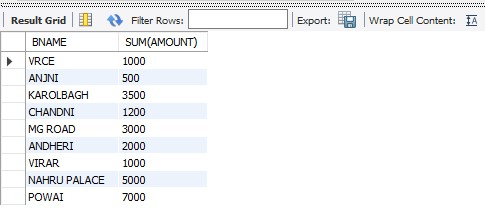 Result Grid Filter Rows: Export: Wrap Cell Content:
BNAME SUM(AMOUNT)
VRCE 1000
ANJNI 500
KAROLBAGH 3500
CHANDNI 1200
MG ROAD 3000
ANDHERI 2000
VIRAR 1000
NAHRU PALACE 5000
POWAI 7000